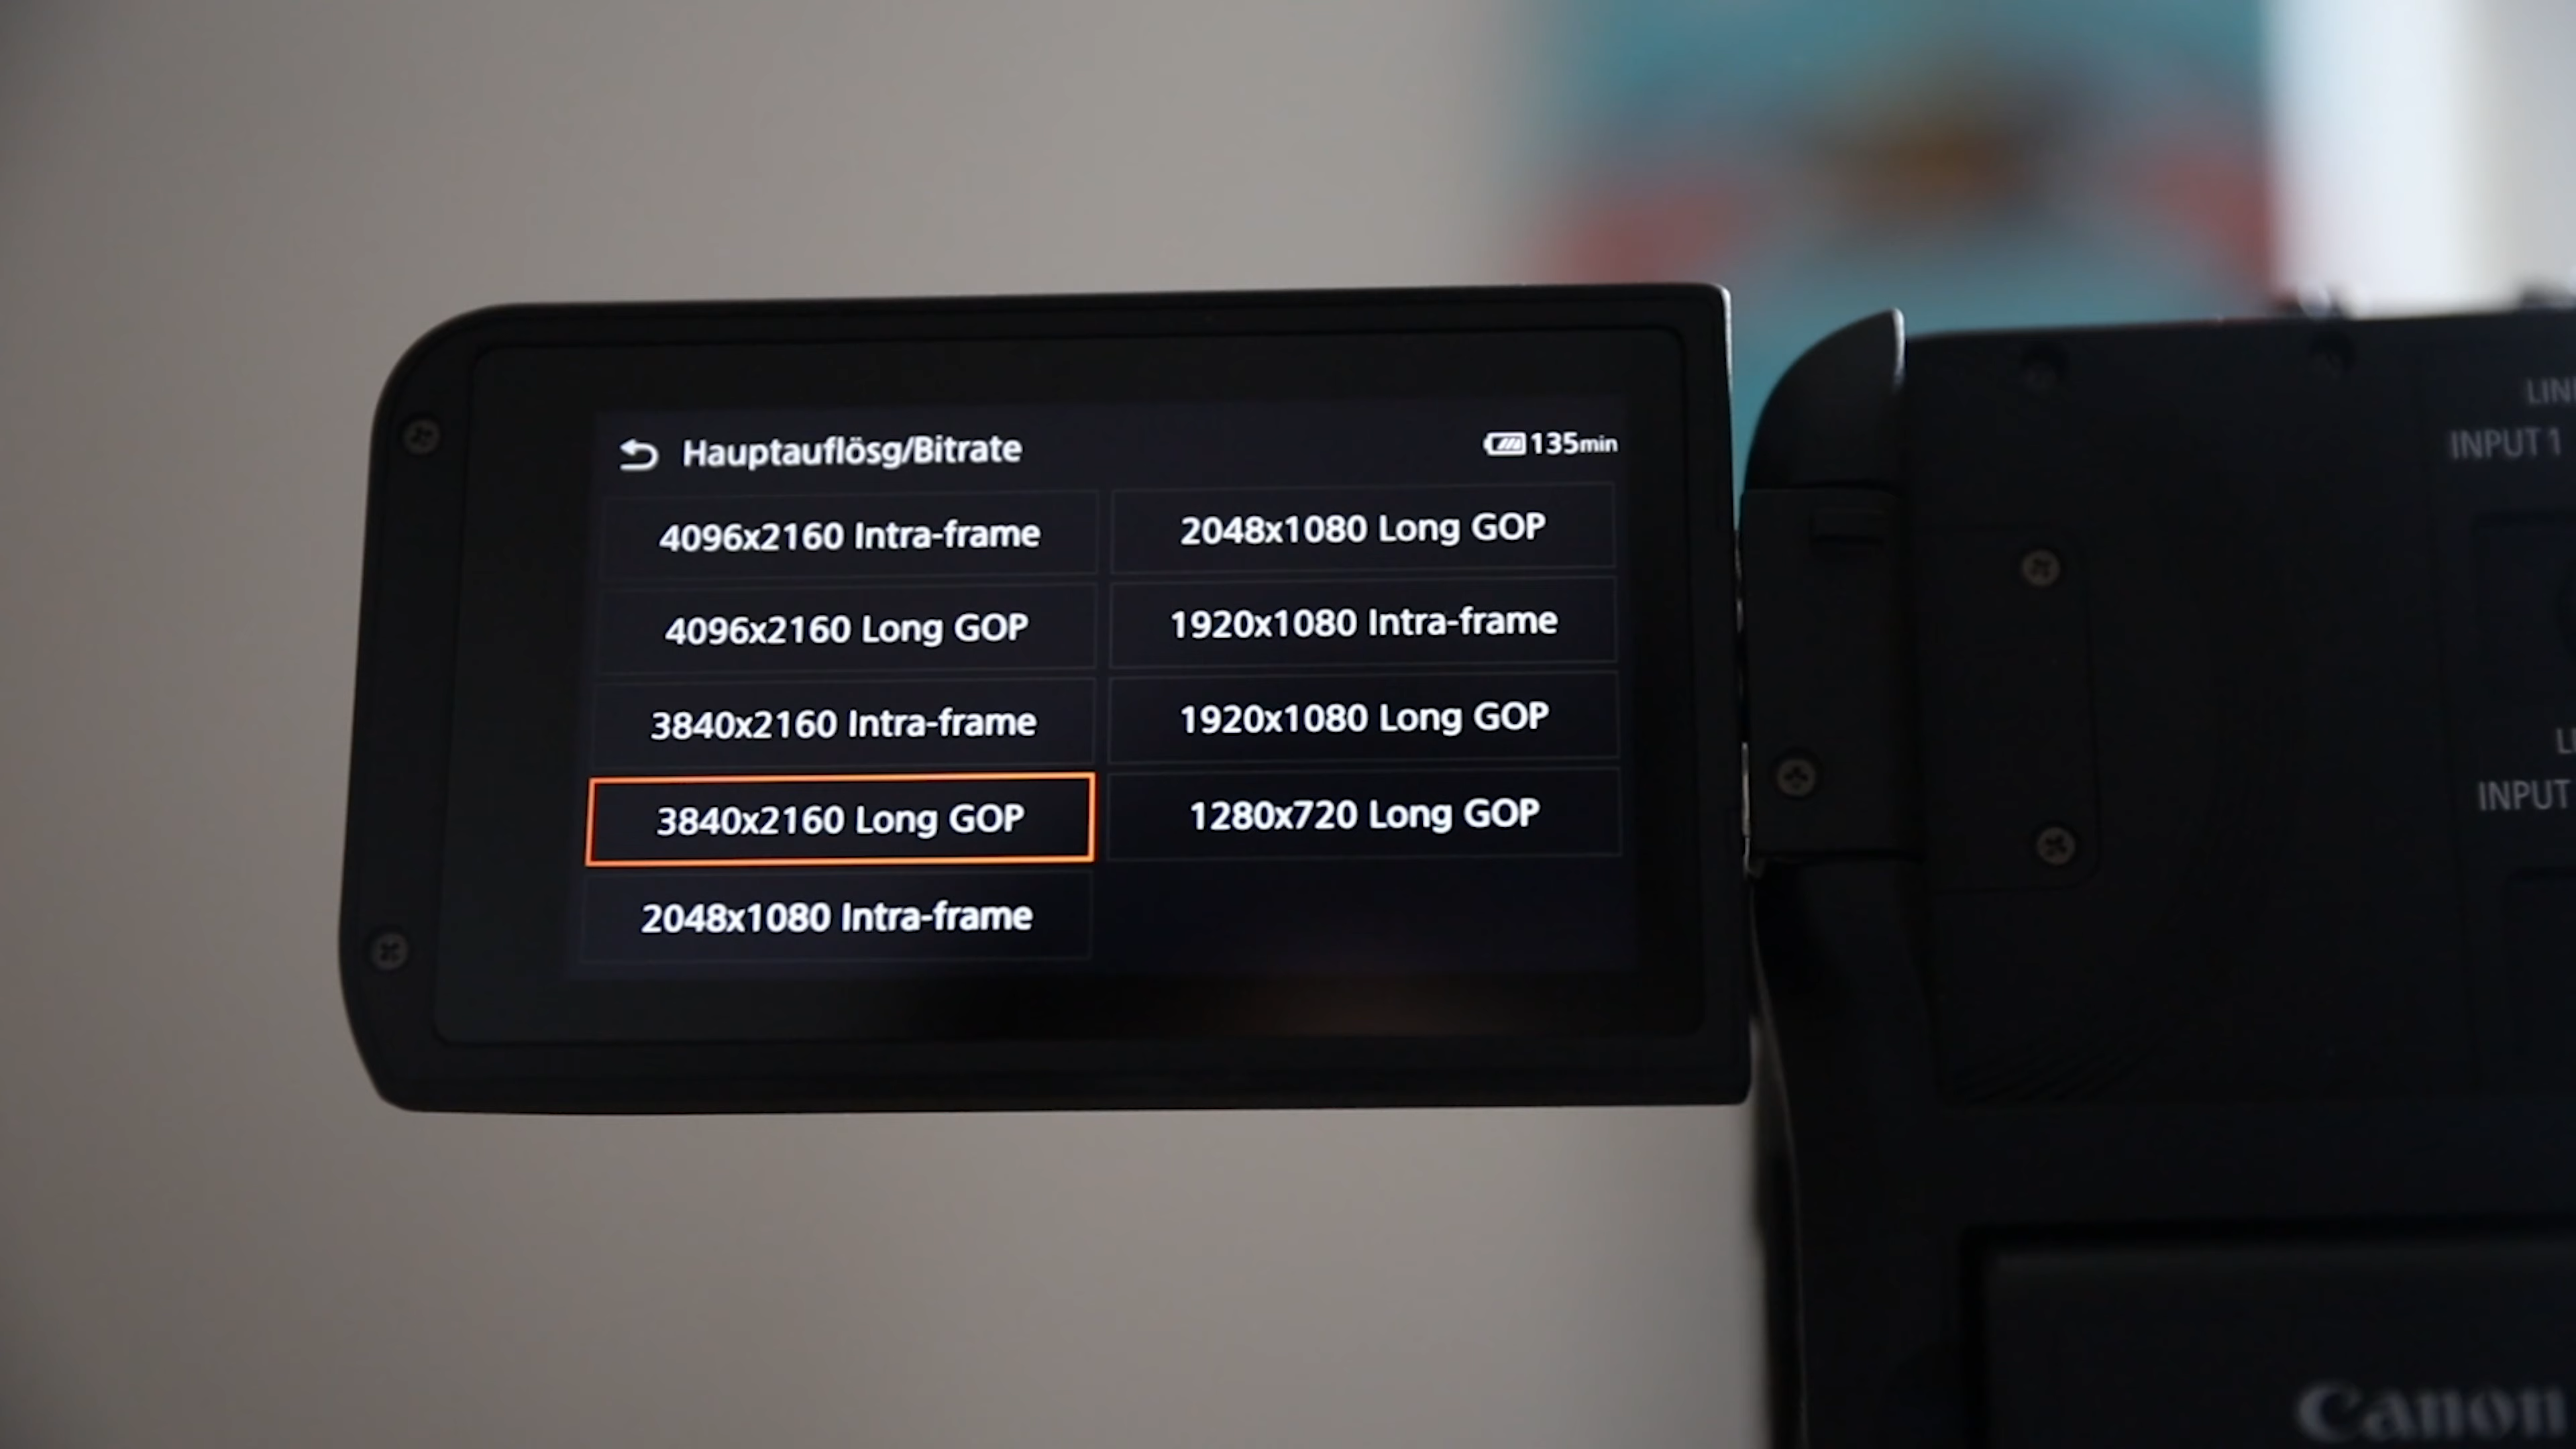 Hauptauflösg/Bitrate
135min
4096x2160 Intra-frame
4096x2160 Long GOP
3840x2160 Intra-frame
3840x2160 Long GOP
2048x1080 Intra-frame
2048x1080 Long GOP
1920x1080 Intra-frame
1920x1080 Long GOP
1280x720 Long GOP
INPUT 1
INPUT
Canon